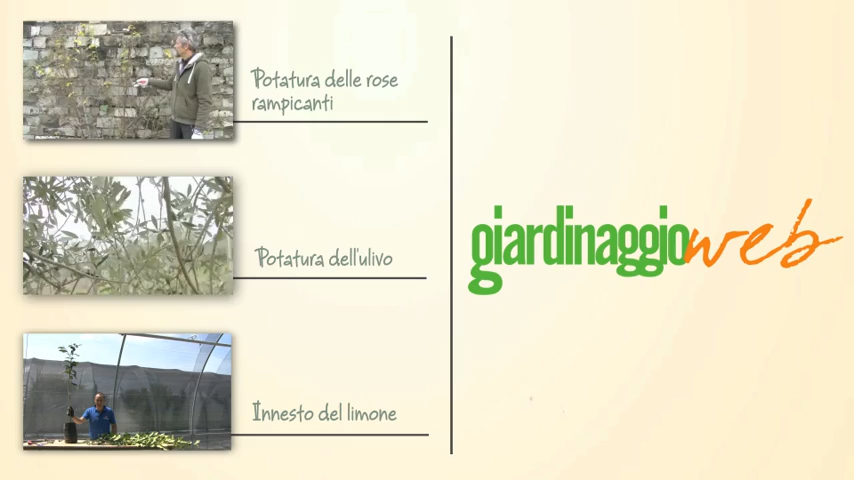 Potatura delle rose
rampicanti
Potatura dell'ulivo
Innesto del limone
giardinaggioweb